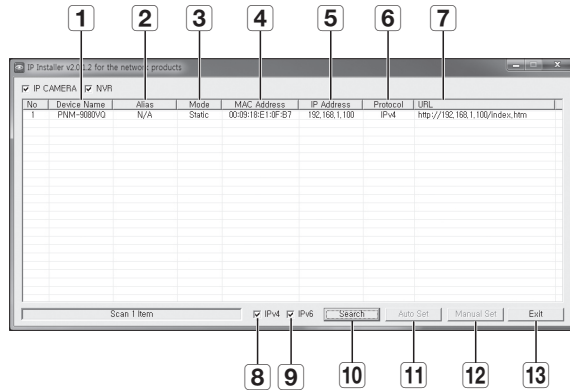 1 2 3 4 5 6 7
IP Installer v2.0.1.2 for the network products
IP CAMERA NVR
No Device Name Alias Mode MAC Address IP Address Protocol URL
1 PNM-9080VQ N/A Static 00:09:18:E1:0F:B7 192,168,1,100 IPv4 http://192,168,1,100/index,htm
Scan 1 Item IPv4 IPv6 Search Auto Set Manual Set Exit
8 9 10 11 12 13